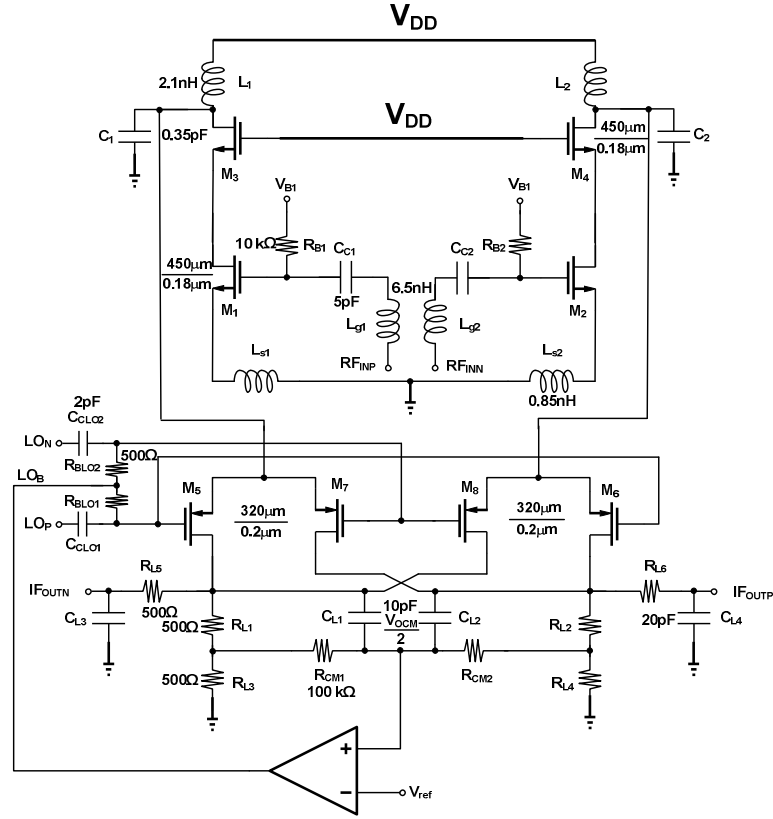 VDD
2.1nH L1 L2
VDD
C1 0.35pF 450µm C2
0.18µm
M3 M4
VB1 VB1
10 kΩ RB1 CC1 CC2 RB2
450µm
0.18µm
M1 5pF 6.5nH M2
Lg1 Lg2
Ls1 RFINP RFINN Ls2
0.85nH
2pF
CCLO2
LON
RBLO2 500Ω
LOB
RBLO1 M5 M7 M8 M6
320µm 320µm
LOP 0.2µm 0.2µm
CCLO1
RL5 RL6
IFOUTN IFOUTP
500Ω 10pF
CL3 500Ω RL1 CL1 VOCM CL2 RL2 20pF CL4
2
500Ω RL3 RCM1 RCM2 RL4
100 kΩ
+
− Vref